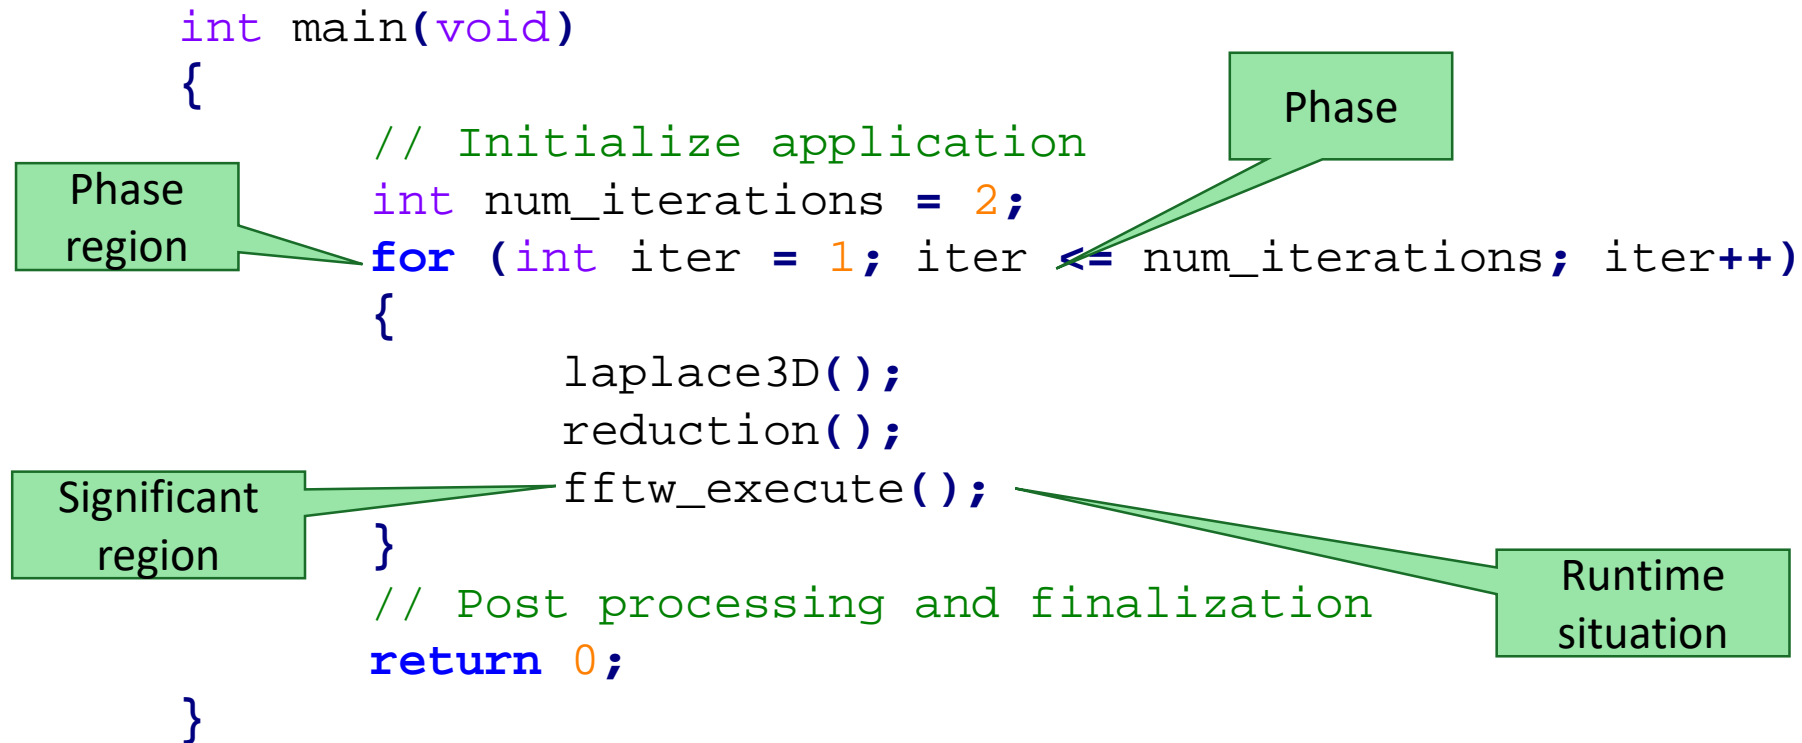 int main(void)
{
// Initialize application
int num_iterations = 2;
for (int iter = 1; iter <= num_iterations; iter++)
{
laplace3D();
reduction();
fftw_execute();
}
// Post processing and finalization
return 0;
}
Phase
Phase
region
Significant
region
Runtime
situation